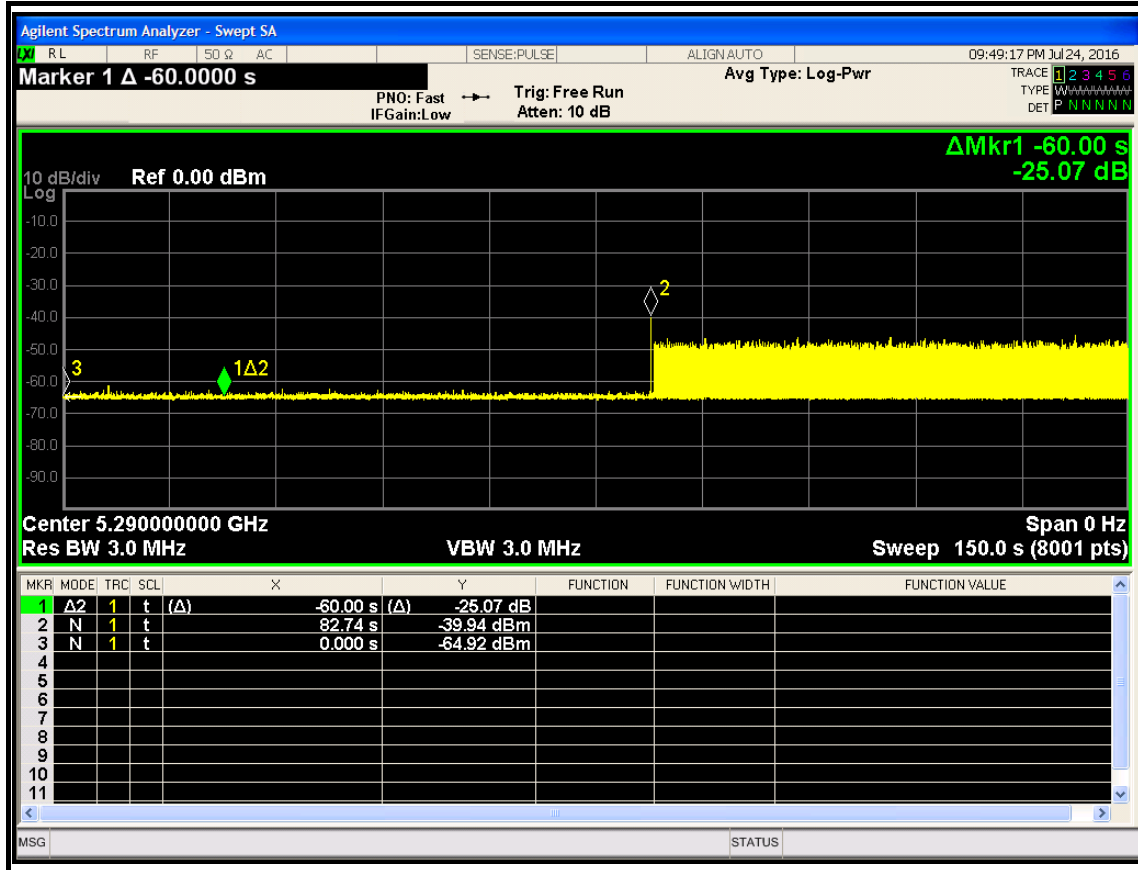 Agilent Spectrum Analyzer - Swept SA
LXI RL RF 50 Ω AC SENSE:PULSE ALIGN AUTO 09:49:17 PM Jul 24, 2016
Marker 1 Δ -60.0000 s
Avg Type: Log-Pwr
TRACE 1 2 3 4 5 6
TYPE WWWWWW
DET P N N N N N
PNO: Fast Trig: Free Run
IFGain:Low Atten: 10 dB
ΔMkr1 -60.00 s
-25.07 dB
10 dB/div Ref 0.00 dBm
Log
-10.0
-20.0
-30.0
-40.0
-50.0
-60.0
-70.0
-80.0
-90.0
3
1Δ2
2
Center 5.290000000 GHz Span 0 Hz
Res BW 3.0 MHz VBW 3.0 MHz Sweep 150.0 s (8001 pts)
MKR MODE TRC SCL X Y FUNCTION FUNCTION WIDTH FUNCTION VALUE
1 Δ2 1 t (Δ) -60.00 s (Δ) -25.07 dB
2 N 1 t 82.74 s -39.94 dBm
3 N 1 t 0.000 s -64.92 dBm
4
5
6
7
8
9
10
11
MSG STATUS